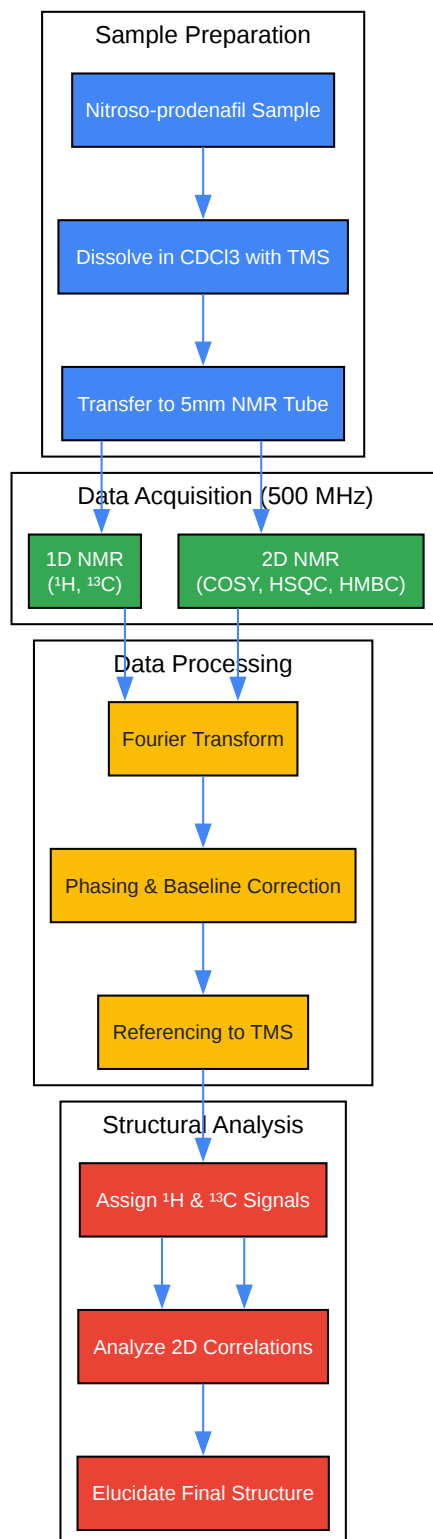 Sample Preparation
Nitroso-prodenafil Sample
Dissolve in CDCl3 with TMS
Transfer to 5mm NMR Tube
Data Acquisition (500 MHz)
1D NMR
(¹H, ¹³C)
2D NMR
(COSY, HSQC, HMBC)
Data Processing
Fourier Transform
Phasing & Baseline Correction
Referencing to TMS
Structural Analysis
Assign ¹H & ¹³C Signals
Analyze 2D Correlations
Elucidate Final Structure